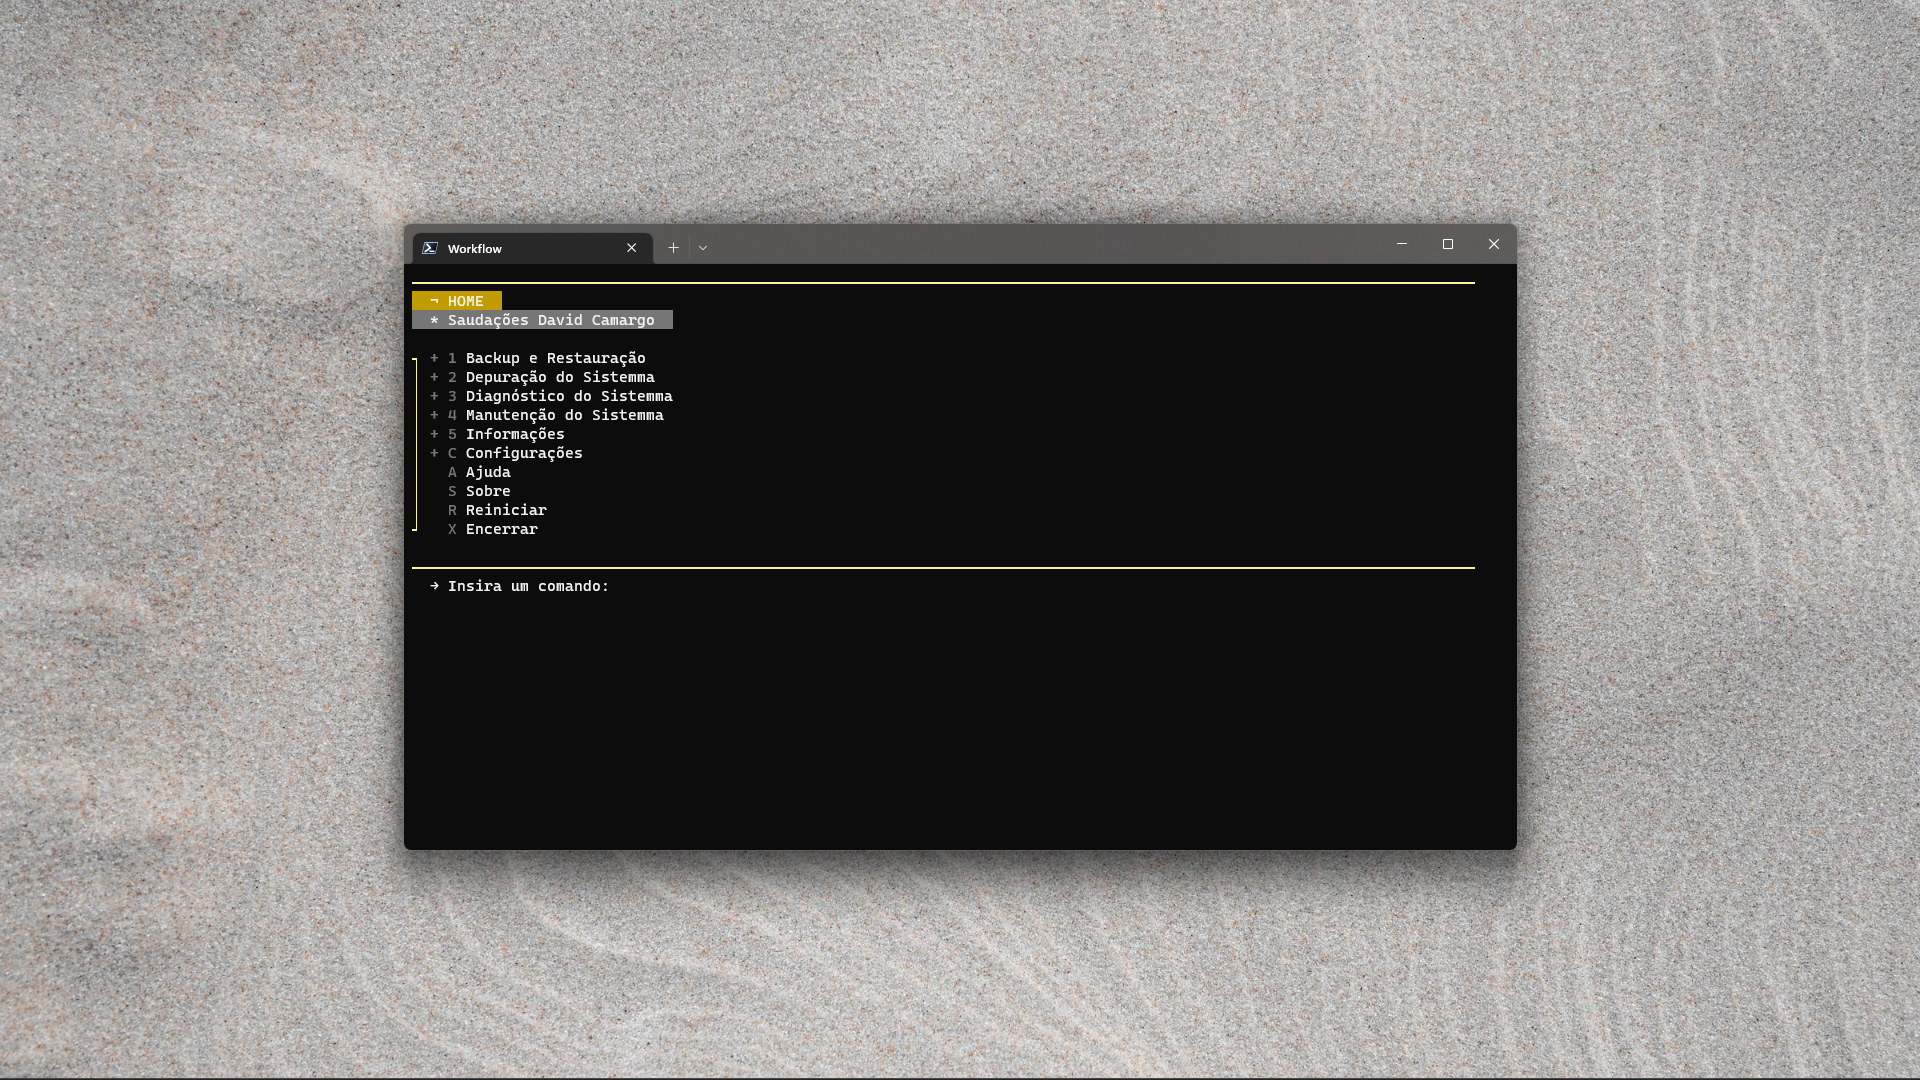 Workflow
¬ HOME
* Saudações David Camargo
+ 1 Backup e Restauração
+ 2 Depuração do Sistemma
+ 3 Diagnóstico do Sistemma
+ 4 Manutenção do Sistemma
+ 5 Informações
+ C Configurações
A Ajuda
S Sobre
R Reiniciar
X Encerrar
→ Insira um comando: